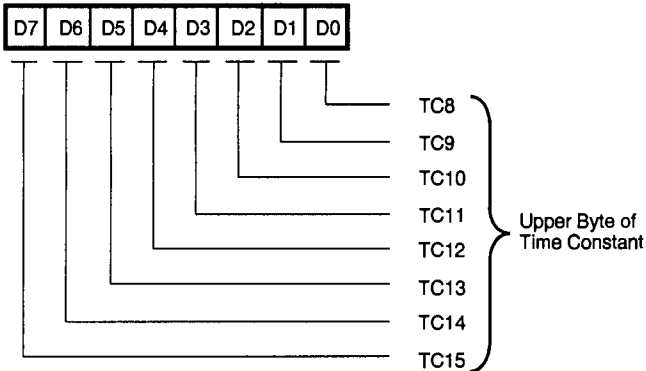 D7 D6 D5 D4 D3 D2 D1 D0
TC8
TC9
TC10
TC11
TC12
TC13
TC14
TC15
Upper Byte of
Time Constant